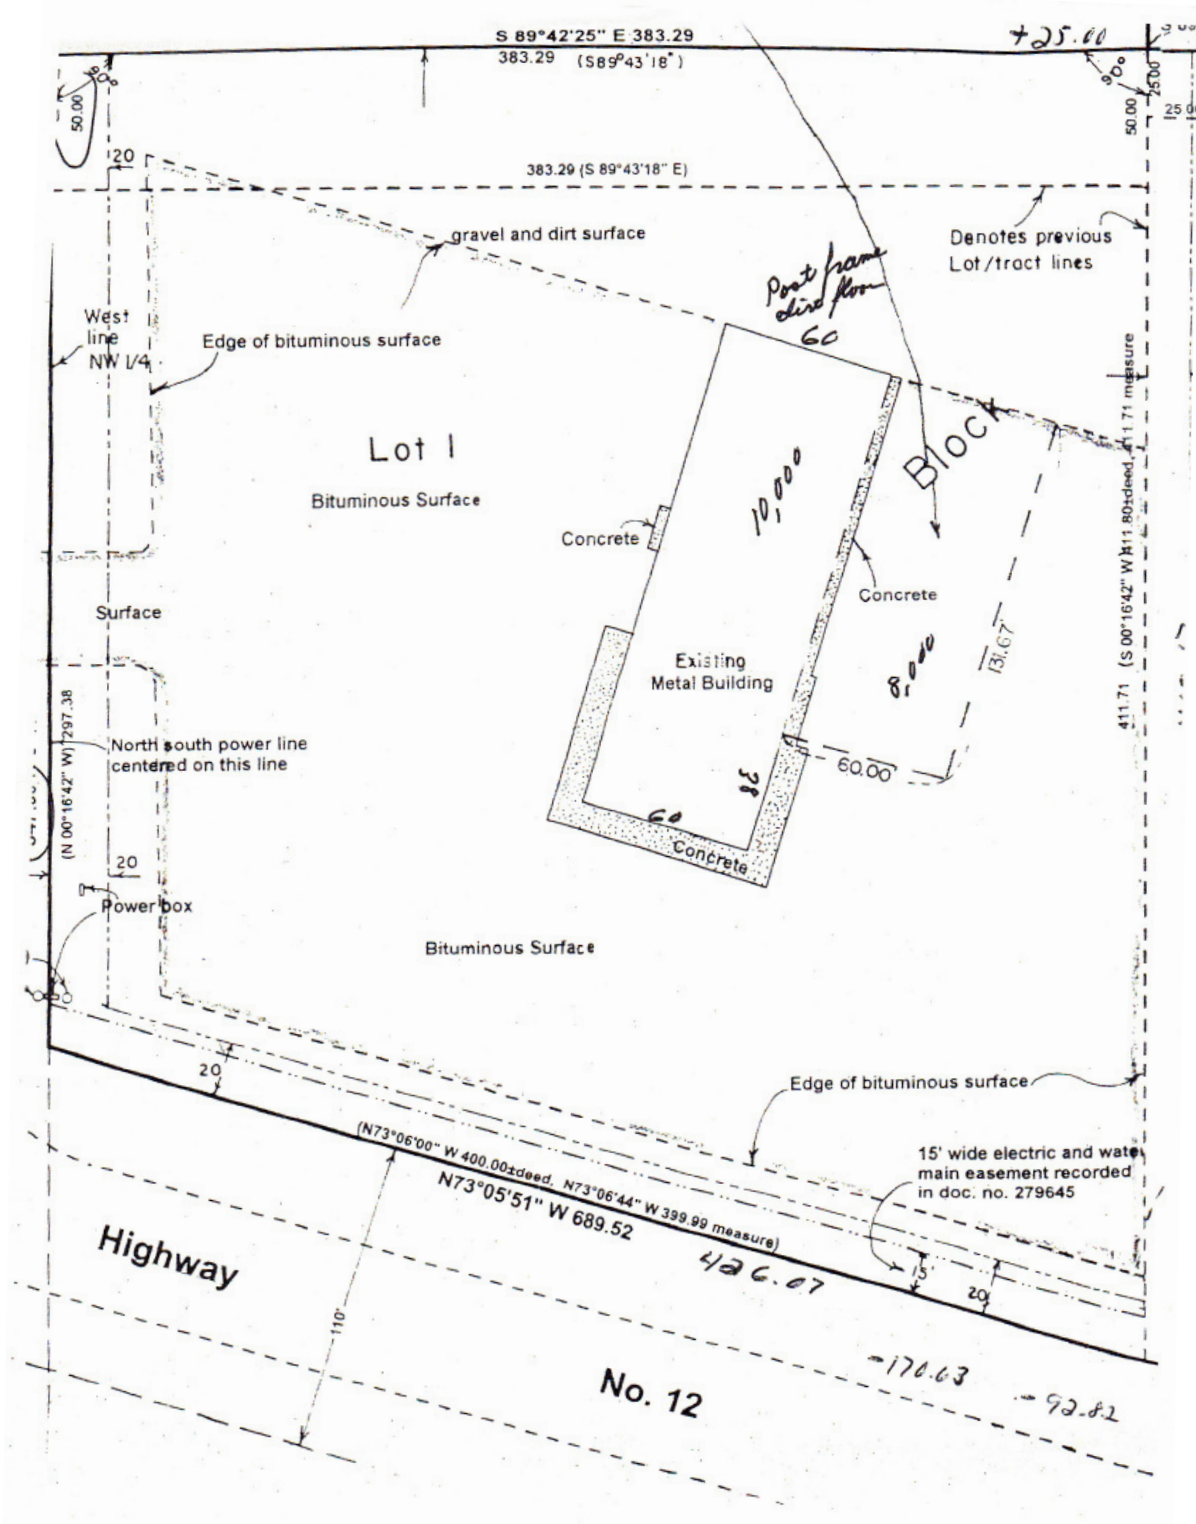 S 89°42'25" E 383.29
+25.00
383.29 (S89°43'18")
90°
90°
50.00
50.00
25.00
25.00
20
383.29 (S 89°43'18" E)
gravel and dirt surface
Denotes previous
Lot/tract lines
Post frame
dirt floor
60
West
line
NW 1/4
Edge of bituminous surface
Lot 1
Block
Bituminous Surface
10,000
Concrete
Concrete
411.71 (S 00°16'42" W) 411.80±deed, 411.71 measure
Surface
8,000
131.67'
Existing
Metal Building
(N 00°16'42" W) 297.38
North south power line
centered on this line
60.00'
38
60
Concrete
20
Power box
Bituminous Surface
20
Edge of bituminous surface
15' wide electric and water
main easement recorded
in doc. no. 279645
(N73°06'00" W 400.00±deed, N73°06'44" W 399.99 measure)
N73°05'51" W 689.52
426.07
15'
20
Highway
110'
No. 12
-170.63
-92.82